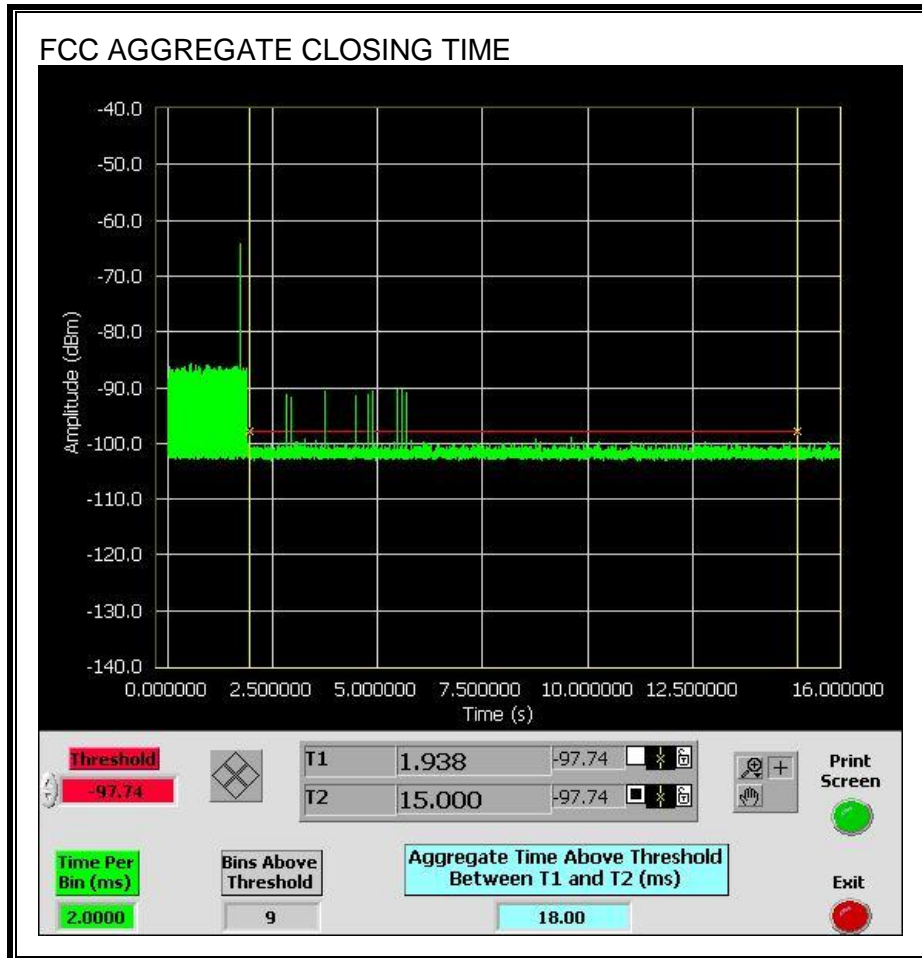 FCC AGGREGATE CLOSING TIME
-40.0
-50.0
-60.0
-70.0
-80.0
-90.0
-100.0
-110.0
-120.0
-130.0
-140.0
Amplitude (dBm)
0.000000 2.500000 5.000000 7.500000 10.000000 12.500000 16.000000
Time (s)
Threshold
-97.74
T1 1.938 -97.74
T2 15.000 -97.74
Print
Screen
Time Per
Bin (ms)
2.0000
Bins Above
Threshold
9
Aggregate Time Above Threshold
Between T1 and T2 (ms)
18.00
Exit